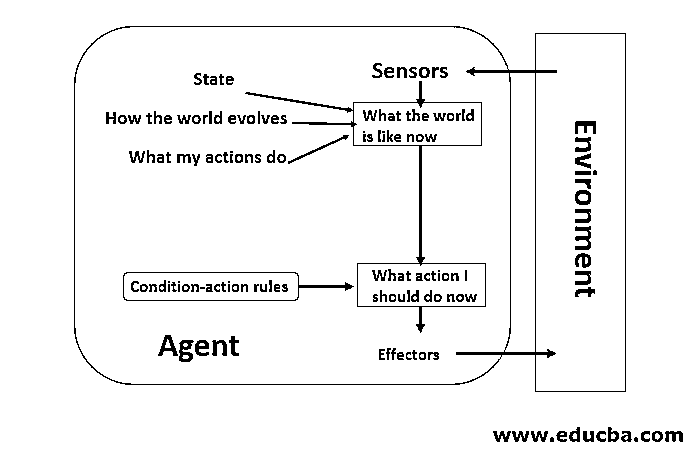 State
Sensors
How the world evolves
What the world
is like now
What my actions do
Environment
Condition-action rules
What action I
should do now
Agent
Effectors
www.educba.com